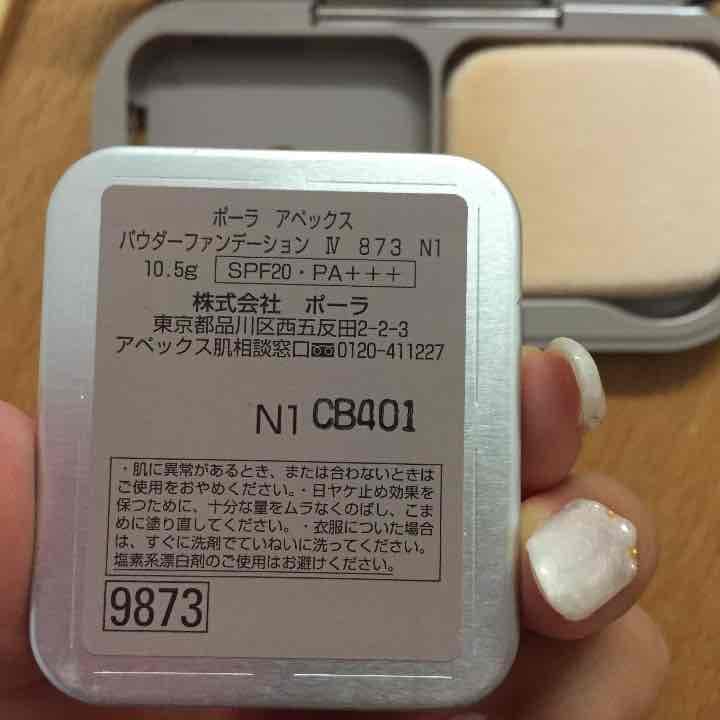 ポーラ アペックス
パウダーファンデーション Ⅳ 873 N1
10.5g SPF20・PA+++
株式会社 ポーラ
東京都品川区西五反田2-2-3
アペックス肌相談窓口 0120-411227
N1 CB401
・肌に異常があるとき、または合わないときは
ご使用をおやめください。・日ヤケ止め効果を
保つために、十分な量をムラなくのばし、こま
めに塗り直してください。・衣服についた場合
は、すぐに洗剤でていねいに洗ってください。
塩素系漂白剤のご使用はお避けください。
9873